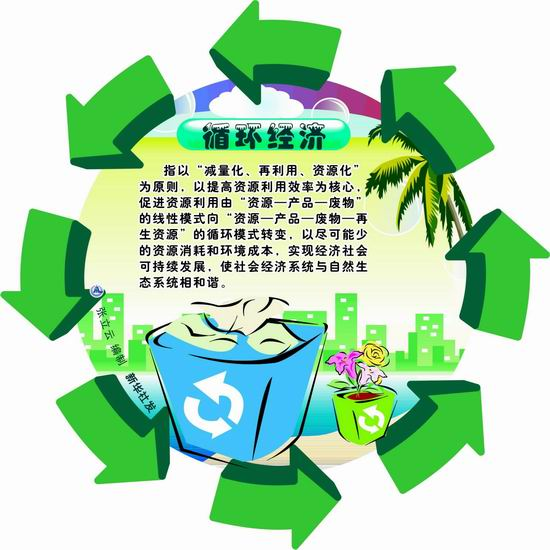 循环经济
指以“减量化、再利用、资源化”
为原则，以提高资源利用效率为核心，
促进资源利用由“资源—产品—废物”
的线性模式向“资源—产品—废物—再
生资源”的循环模式转变，以尽可能少
的资源消耗和环境成本，实现经济社会
可持续发展，使社会经济系统与自然生
态系统相和谐。
张立云 编制 新华社发